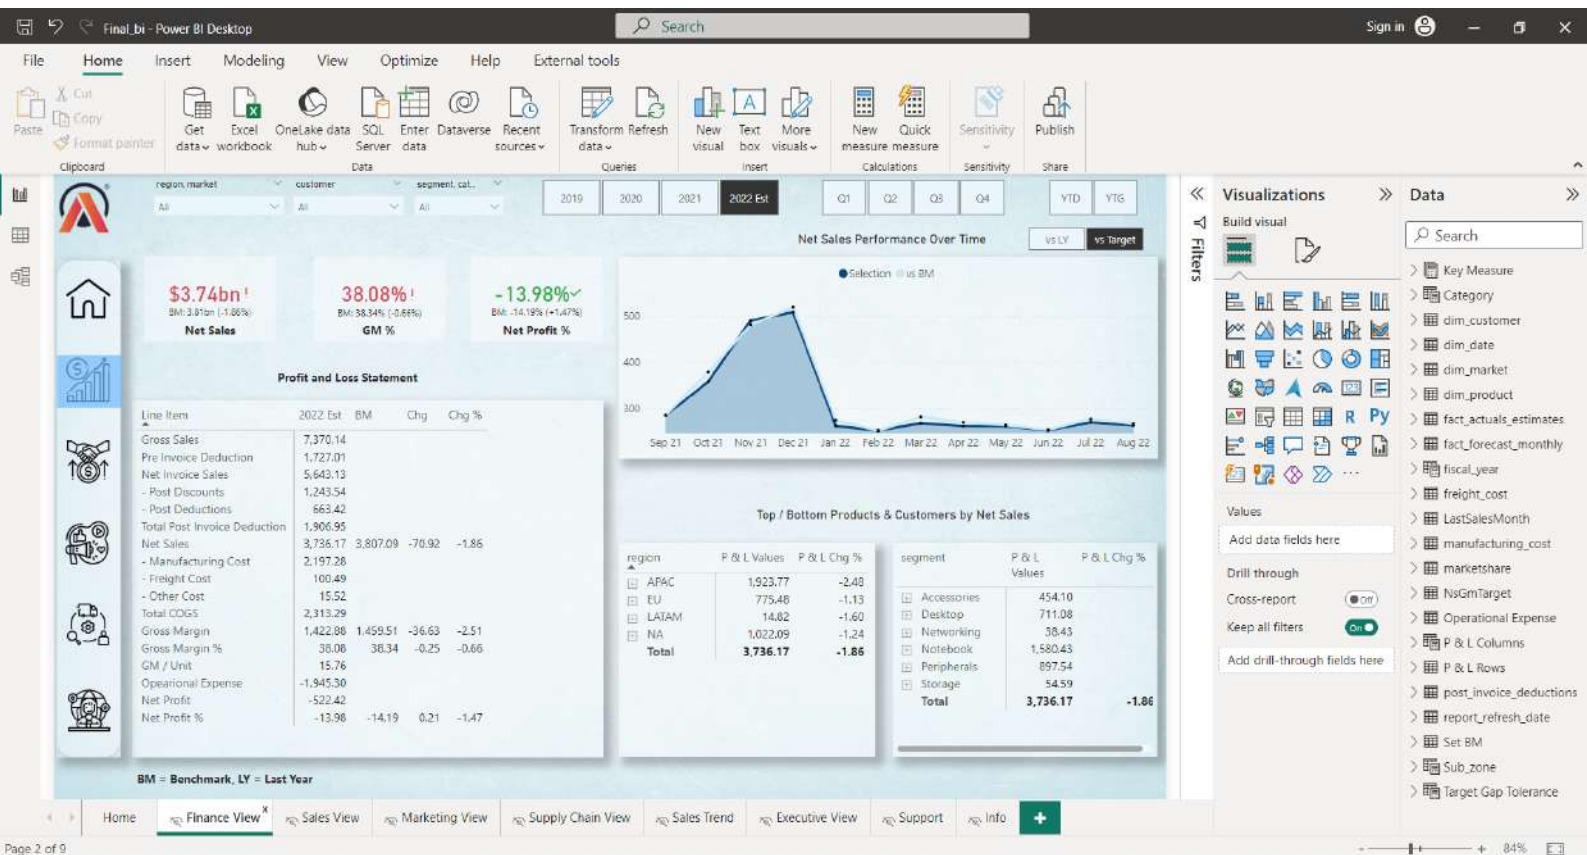 Final_bi - Power BI Desktop
Search
Sign in
File Home Insert Modeling View Optimize Help External tools
Paste
Cut
Copy
Format painter
Get data
Excel workbook
OneLake data hub
SQL Server
Enter data
Dataverse
Recent sources
Transform data
Refresh
New visual
Text box
More visuals
New measure
Quick measure
Sensitivity
Publish
Clipboard Data Queries Insert Calculations Sensitivity Share
region, market customer segment, cat..
All All All
2019 2020 2021 2022 Est Q1 Q2 Q3 Q4 YTD YTG
Net Sales Performance Over Time vs LY vs Target
$3.74bn!
BM: 3.81bn (-1.86%)
Net Sales
38.08%!
BM: 38.34% (-0.66%)
GM %
-13.98%
BM: -14.19% (+1.47%)
Net Profit %
Selection vs BM
500
400
300
Sep 21 Oct 21 Nov 21 Dec 21 Jan 22 Feb 22 Mar 22 Apr 22 May 22 Jun 22 Jul 22 Aug 22
Profit and Loss Statement
Line Item 2022 Est BM Chg Chg %
Gross Sales 7,370.14
Pre Invoice Deduction 1,727.01
Net Invoice Sales 5,643.13
- Post Discounts 1,243.54
- Post Deductions 663.42
Total Post Invoice Deduction 1,906.95
Net Sales 3,736.17 3,807.09 -70.92 -1.86
- Manufacturing Cost 2,197.28
- Freight Cost 100.49
- Other Cost 15.52
Total COGS 2,313.29
Gross Margin 1,422.88 1,459.51 -36.63 -2.51
Gross Margin % 38.08 38.34 -0.25 -0.66
GM / Unit 15.76
Opearional Expense -1,945.30
Net Profit -522.42
Net Profit % -13.98 -14.19 0.21 -1.47
BM = Benchmark, LY = Last Year
Top / Bottom Products & Customers by Net Sales
region P & L Values P & L Chg %
APAC 1,923.77 -2.48
EU 775.48 -1.13
LATAM 14.82 -1.60
NA 1,022.09 -1.24
Total 3,736.17 -1.86
segment P & L Values P & L Chg %
Accessories 454.10
Desktop 711.08
Networking 38.43
Notebook 1,580.43
Peripherals 897.54
Storage 54.59
Total 3,736.17 -1.86
Filters
Visualizations
Build visual
R Py
123
Values
Add data fields here
Drill through
Cross-report Off
Keep all filters On
Add drill-through fields here
Data
Search
Key Measure
Category
dim_customer
dim_date
dim_market
dim_product
fact_actuals_estimates
fact_forecast_monthly
fiscal_year
freight_cost
LastSalesMonth
manufacturing_cost
marketshare
NsGmTarget
Operational Expense
P & L Columns
P & L Rows
post_invoice_deductions
report_refresh_date
Set BM
Sub_zone
Target Gap Tolerance
Home Finance View x Sales View Marketing View Supply Chain View Sales Trend Executive View Support Info +
Page 2 of 9
- + 84%